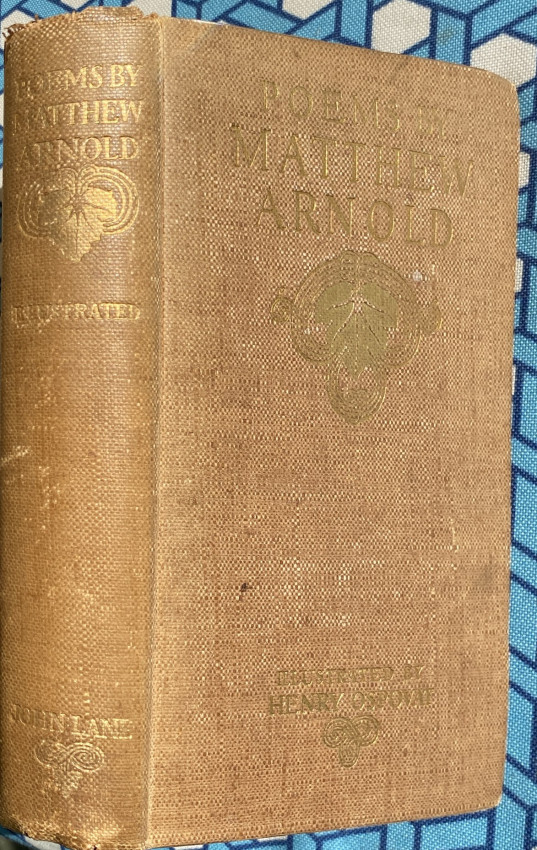 POEMS BY
MATTHEW
ARNOLD
ILLUSTRATED
JOHN LANE
POEMS BY
MATTHEW
ARNOLD
ILLUSTRATED BY
HENRY OSPOVAT